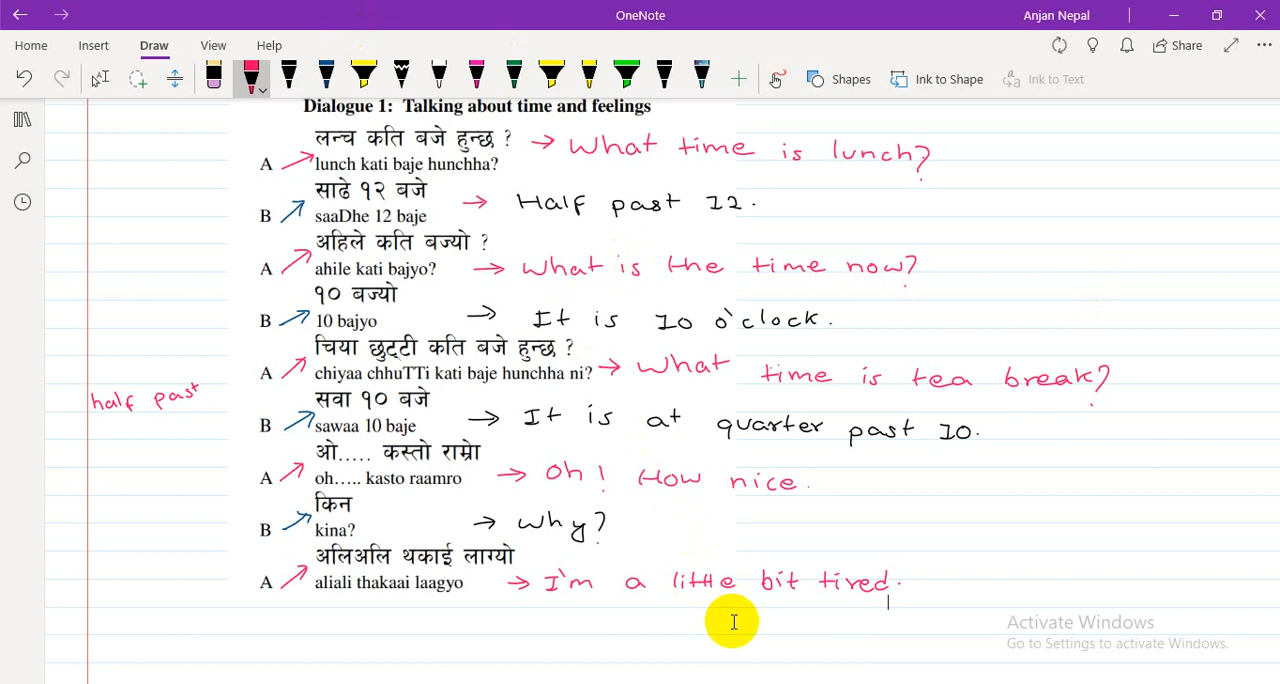 OneNote
Anjan Nepal
Home Insert Draw View Help
Share
Shapes Ink to Shape Ink to Text
Dialogue 1: Talking about time and feelings
लन्च कति बजे हुन्छ ? → What time is lunch?
A lunch kati baje hunchha?
साढे १२ बजे → Half past 12.
B saaDhe 12 baje
अहिले कति बज्यो ?
A ahile kati bajyo? → What is the time now?
१० बज्यो
B 10 bajyo → It is 10 o'clock.
चिया छुट्टी कति बजे हुन्छ ?
A chiyaa chhuTTi kati baje hunchha ni? → What time is tea break?
half past
सवा १० बजे
B sawaa 10 baje → It is at quarter past 10.
ओ..... कस्तो राम्रो
A oh….. kasto raamro → Oh! How nice.
किन
B kina? → Why?
अलिअलि थकाई लाग्यो
A aliali thakaai laagyo → I'm a little bit tired.
Activate Windows
Go to Settings to activate Windows.